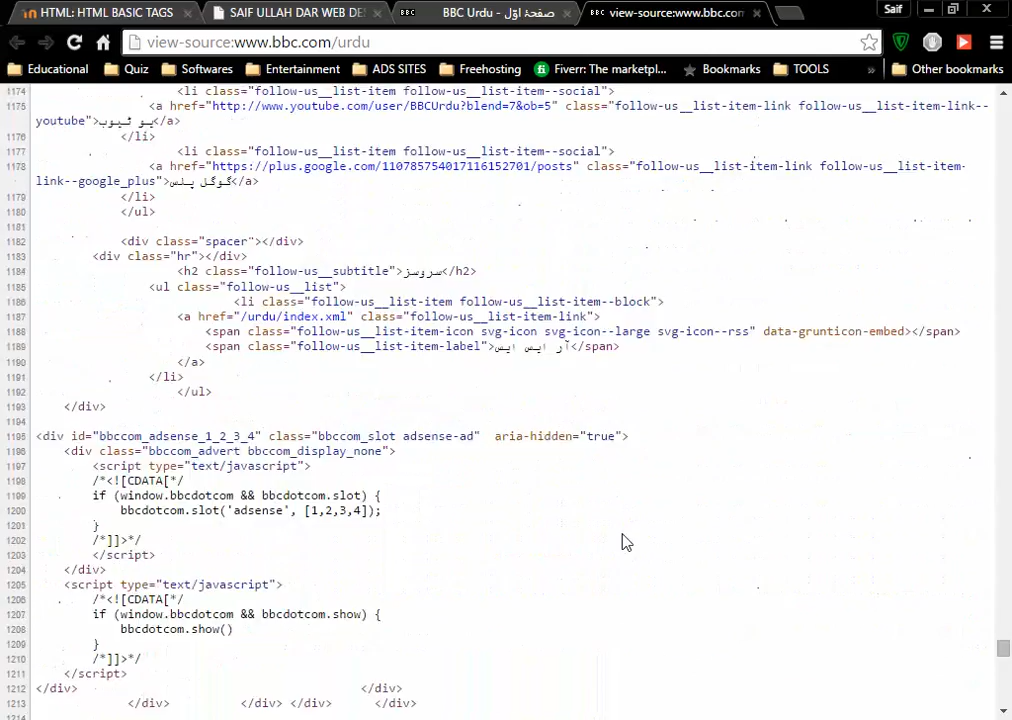 HTML: HTML BASIC TAGS
SAIF ULLAH DAR WEB DE
BBC
BBC Urdu - صفحۂ اوّل
BBC
view-source:www.bbc.com
Saif
view-source:www.bbc.com/urdu
Educational
Quiz
Softwares
Entertainment
ADS SITES
Freehosting
fi
Fiverr: The marketpl...
Bookmarks
TOOLS
»
Other bookmarks
1174 <li class="follow-us__list-item follow-us__list-item--social">
1175 <a href="http://www.youtube.com/user/BBCUrdu?blend=7&ob=5" class="follow-us__list-item-link follow-us__list-item-link--
youtube">یو ٹیوب</a>
1176 </li>
1177 <li class="follow-us__list-item follow-us__list-item--social">
1178 <a href="https://plus.google.com/110785754017116152701/posts" class="follow-us__list-item-link follow-us__list-item-
link--google_plus">گوگل پلس</a>
1179 </li>
1180 </ul>
1181
1182 <div class="spacer"></div>
1183 <div class="hr"></div>
1184 <h2 class="follow-us__subtitle">سروسز</h2>
1185 <ul class="follow-us__list">
1186 <li class="follow-us__list-item follow-us__list-item--block">
1187 <a href="/urdu/index.xml" class="follow-us__list-item-link">
1188 <span class="follow-us__list-item-icon svg-icon svg-icon--large svg-icon--rss" data-grunticon-embed></span>
1189 <span class="follow-us__list-item-label">آر ایس ایس</span>
1190 </a>
1191 </li>
1192 </ul>
1193 </div>
1194
1195 <div id="bbccom_adsense_1_2_3_4" class="bbccom_slot adsense-ad" aria-hidden="true">
1196 <div class="bbccom_advert bbccom_display_none">
1197 <script type="text/javascript">
1198 /*<![CDATA[*/
1199 if (window.bbcdotcom && bbcdotcom.slot) {
1200 bbcdotcom.slot('adsense', [1,2,3,4]);
1201 }
1202 /*]]>*/
1203 </script>
1204 </div>
1205 <script type="text/javascript">
1206 /*<![CDATA[*/
1207 if (window.bbcdotcom && bbcdotcom.show) {
1208 bbcdotcom.show()
1209 }
1210 /*]]>*/
1211 </script>
1212 </div> </div>
1213 </div> </div> </div> </div>
1214